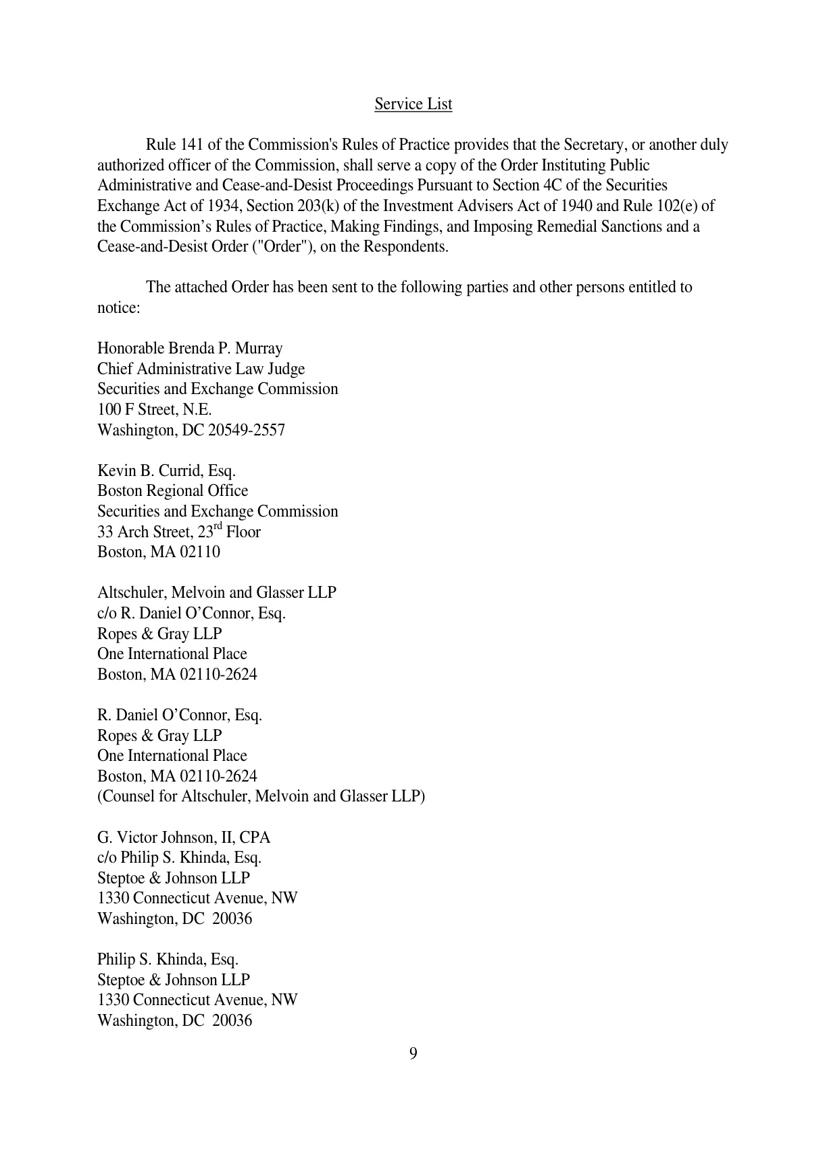 Service List
Rule 141 of the Commission's Rules of Practice provides that the Secretary, or another duly
authorized officer of the Commission, shall serve a copy of the Order Instituting Public
Administrative and Cease-and-Desist Proceedings Pursuant to Section 4C of the Securities
Exchange Act of 1934, Section 203(k) of the Investment Advisers Act of 1940 and Rule 102(e) of
the Commission’s Rules of Practice, Making Findings, and Imposing Remedial Sanctions and a
Cease-and-Desist Order ("Order"), on the Respondents.
The attached Order has been sent to the following parties and other persons entitled to
notice:
Honorable Brenda P. Murray
Chief Administrative Law Judge
Securities and Exchange Commission
100 F Street, N.E.
Washington, DC 20549-2557
Kevin B. Currid, Esq.
Boston Regional Office
Securities and Exchange Commission
33 Arch Street, 23rd Floor
Boston, MA 02110
Altschuler, Melvoin and Glasser LLP
c/o R. Daniel O’Connor, Esq.
Ropes & Gray LLP
One International Place
Boston, MA 02110-2624
R. Daniel O’Connor, Esq.
Ropes & Gray LLP
One International Place
Boston, MA 02110-2624
(Counsel for Altschuler, Melvoin and Glasser LLP)
G. Victor Johnson, II, CPA
c/o Philip S. Khinda, Esq.
Steptoe & Johnson LLP
1330 Connecticut Avenue, NW
Washington, DC  20036
Philip S. Khinda, Esq.
Steptoe & Johnson LLP
1330 Connecticut Avenue, NW
Washington, DC  20036
9